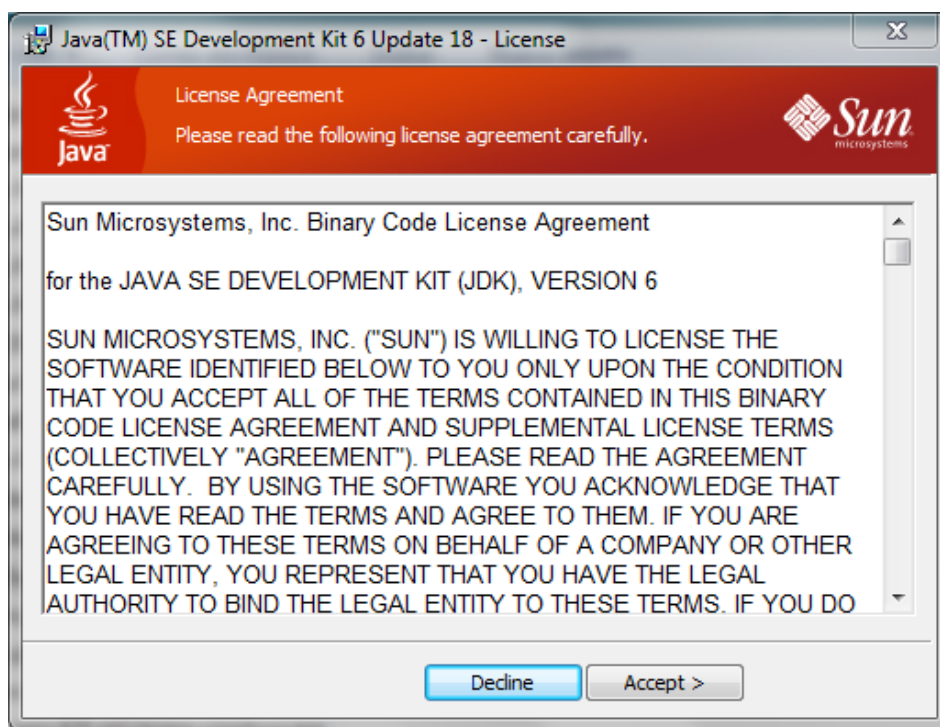 Java(TM) SE Development Kit 6 Update 18 - License
License Agreement
Please read the following license agreement carefully.
Java
Sun
microsystems
Sun Microsystems, Inc. Binary Code License Agreement
for the JAVA SE DEVELOPMENT KIT (JDK), VERSION 6
SUN MICROSYSTEMS, INC. ("SUN") IS WILLING TO LICENSE THE
SOFTWARE IDENTIFIED BELOW TO YOU ONLY UPON THE CONDITION
THAT YOU ACCEPT ALL OF THE TERMS CONTAINED IN THIS BINARY
CODE LICENSE AGREEMENT AND SUPPLEMENTAL LICENSE TERMS
(COLLECTIVELY "AGREEMENT"). PLEASE READ THE AGREEMENT
CAREFULLY.  BY USING THE SOFTWARE YOU ACKNOWLEDGE THAT
YOU HAVE READ THE TERMS AND AGREE TO THEM. IF YOU ARE
AGREEING TO THESE TERMS ON BEHALF OF A COMPANY OR OTHER
LEGAL ENTITY, YOU REPRESENT THAT YOU HAVE THE LEGAL
AUTHORITY TO BIND THE LEGAL ENTITY TO THESE TERMS. IF YOU DO
Decline
Accept >